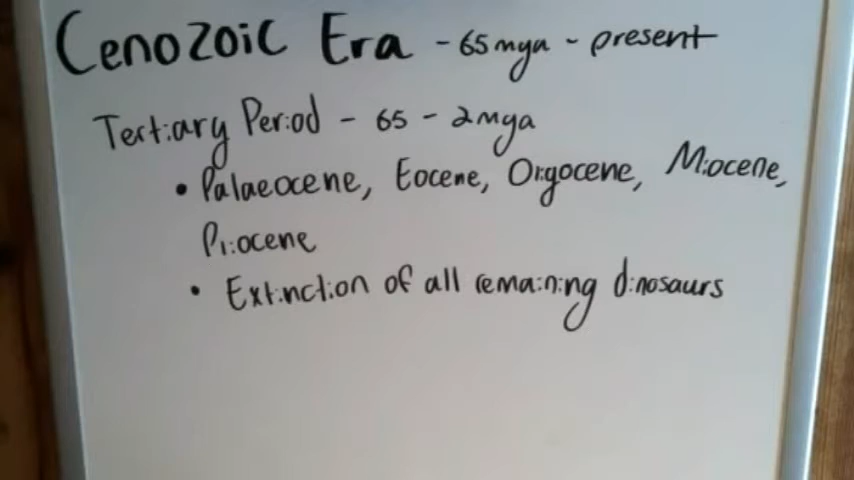 Cenozoic Era - 65 mya - present
Tertiary Period - 65 - 2mya
• Palaeocene, Eocene, Oligocene, Miocene,
Pliocene
• Extinction of all remaining dinosaurs